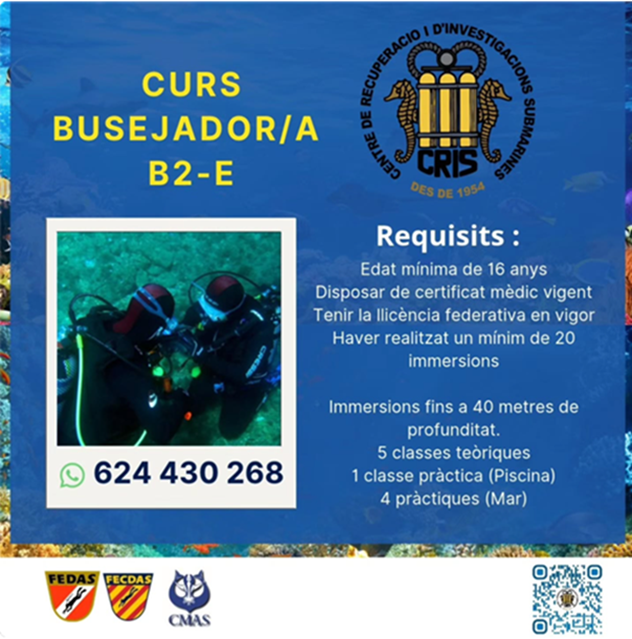 CURS
BUSEJADOR/A
B2-E
CENTRE DE RECUPERACIO I D'INVESTIGACIONS SUBMARINES
CRIS
DES DE 1954
Requisits :
Edat mínima de 16 anys
Disposar de certificat mèdic vigent
Tenir la llicència federativa en vigor
Haver realitzat un mínim de 20
immersions
Immersions fins a 40 metres de
profunditat.
5 classes teòriques
1 classe pràctica (Piscina)
4 pràctiques (Mar)
624 430 268
FEDAS
FECDAS
CMAS